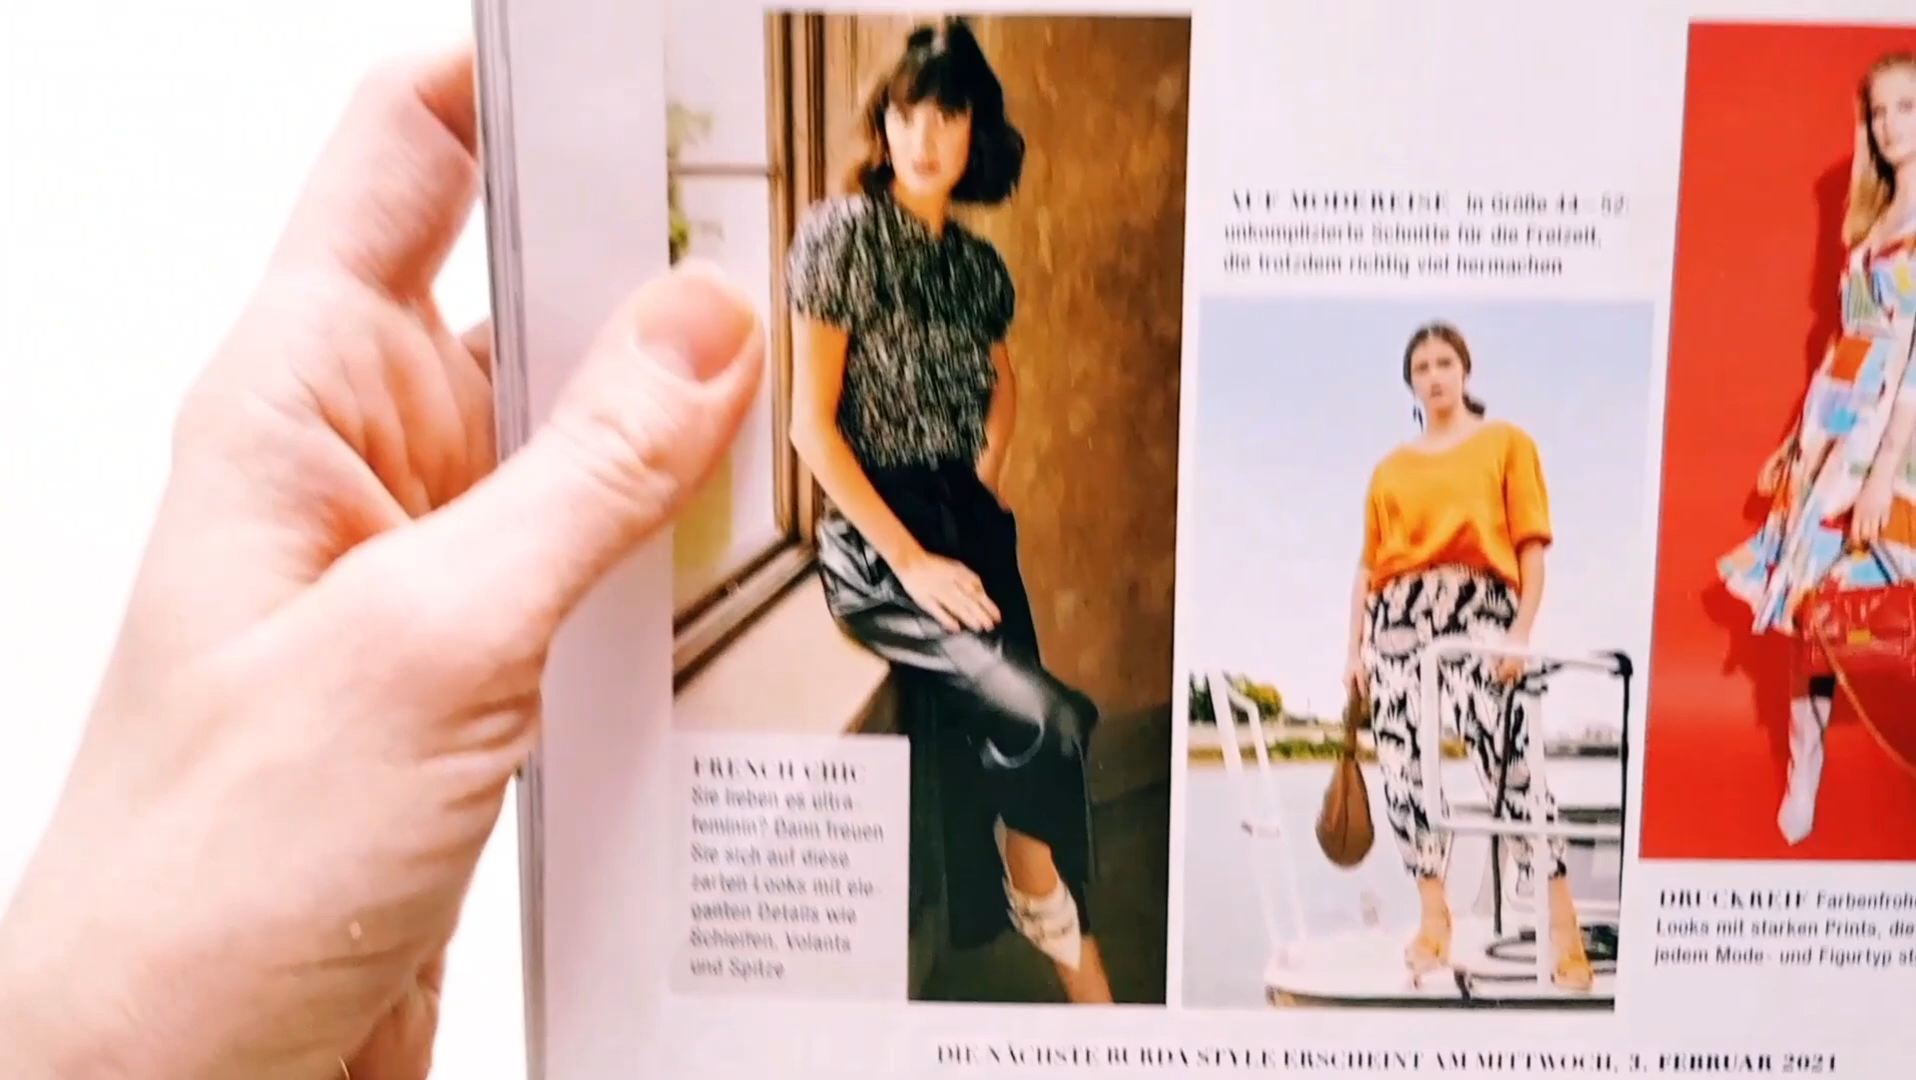 AUF MODEREISE In Größe 44–52:
unkomplizierte Schnitte für die Freizeit,
die trotzdem richtig viel hermachen
FRENCH CHIC
Sie lieben es ultra-
feminin? Dann freuen
Sie sich auf diese
zarten Looks mit ele-
ganten Details wie
Schleifen, Volants
und Spitze
DRUCKREIF Farbenfrohe
Looks mit starken Prints, die
jedem Mode- und Figurtyp
DIE NÄCHSTE BURDA STYLE ERSCHEINT AM MITTWOCH, 3. FEBRUAR 2021